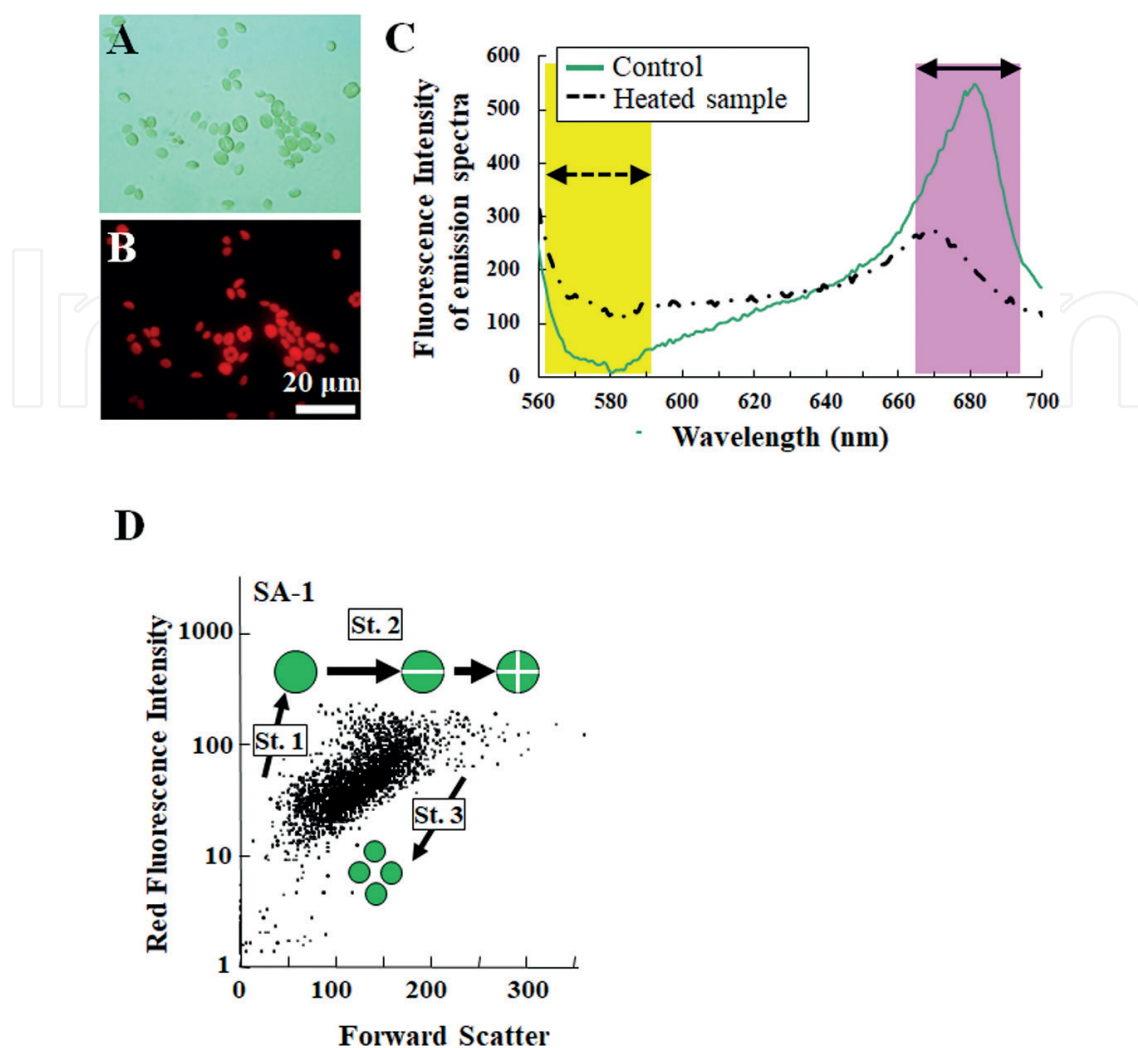 A
B
20 µm
C
Fluorescence Intensity
of emission spectra
600
500
400
300
200
100
0
Control
Heated sample
560 580 600 620 640 660 680 700
Wavelength (nm)
D
SA-1
Red Fluorescence Intensity
1000
100
10
1
St. 2
St. 1
St. 3
0 100 200 300
Forward Scatter